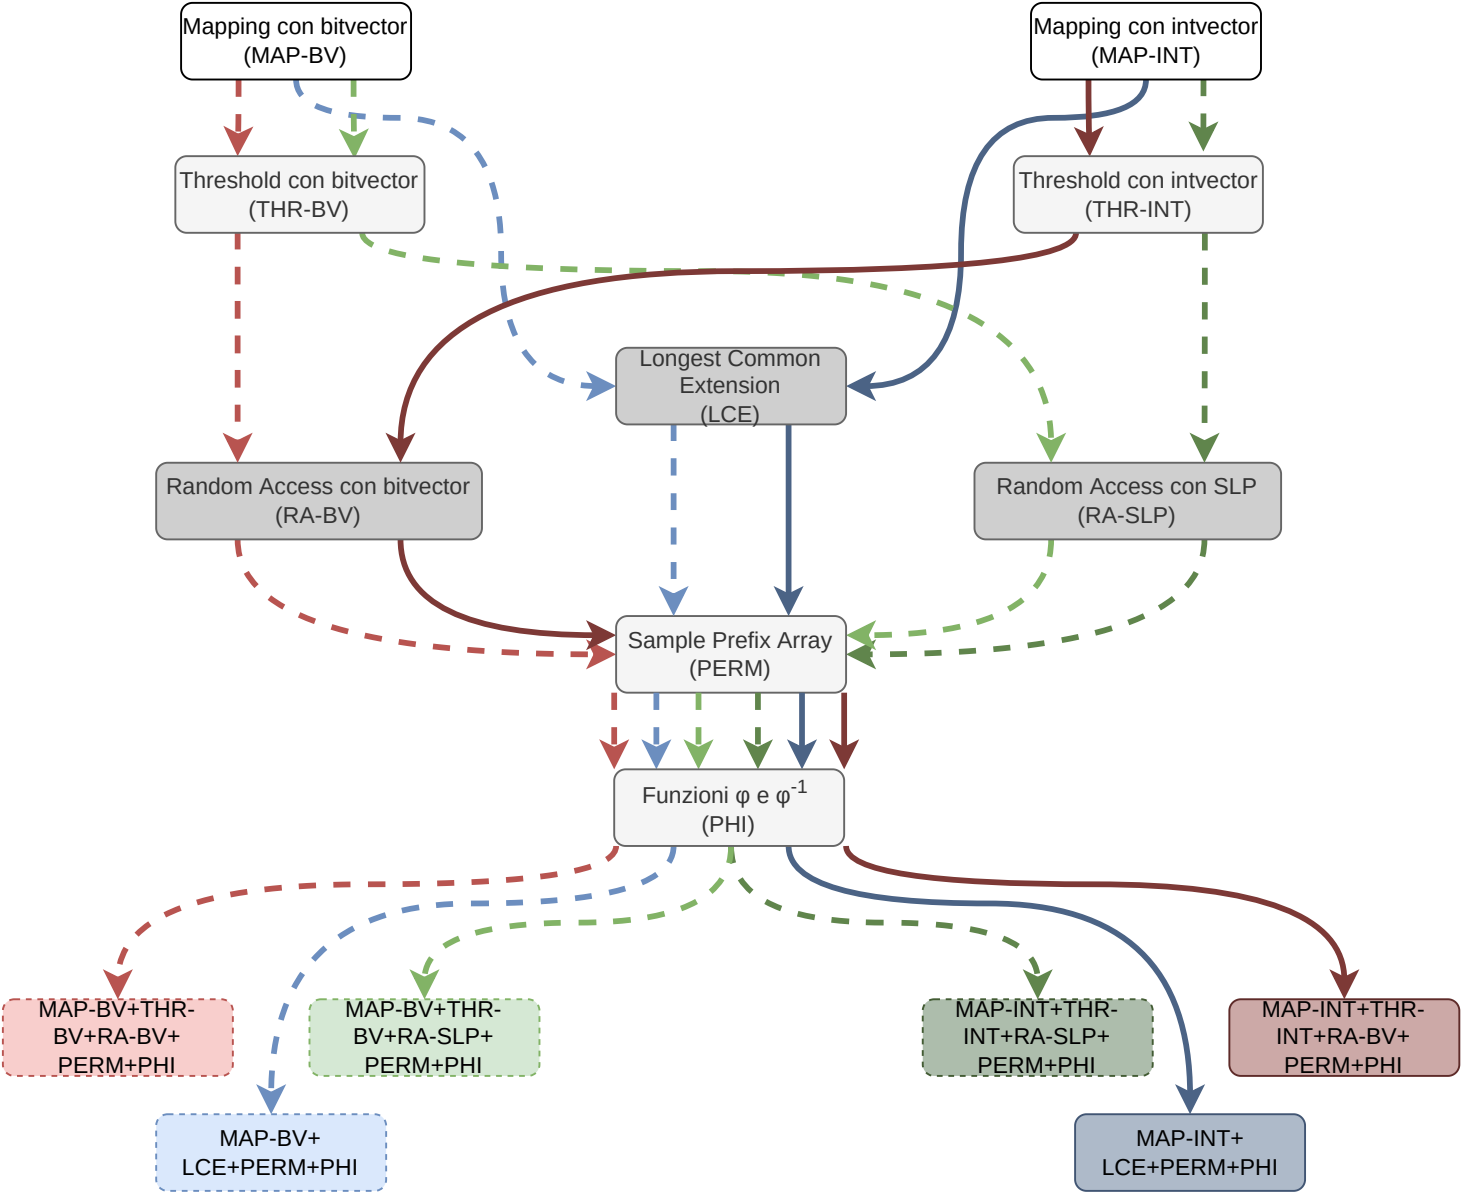 Mapping con bitvector
(MAP-BV)
Mapping con intvector
(MAP-INT)
Threshold con bitvector
(THR-BV)
Threshold con intvector
(THR-INT)
Longest Common
Extension
(LCE)
Random Access con bitvector
(RA-BV)
Random Access con SLP
(RA-SLP)
Sample Prefix Array
(PERM)
Funzioni φ e φ⁻¹
(PHI)
MAP-BV+THR-
BV+RA-BV+
PERM+PHI
MAP-BV+THR-
BV+RA-SLP+
PERM+PHI
MAP-INT+THR-
INT+RA-SLP+
PERM+PHI
MAP-INT+THR-
INT+RA-BV+
PERM+PHI
MAP-BV+
LCE+PERM+PHI
MAP-INT+
LCE+PERM+PHI